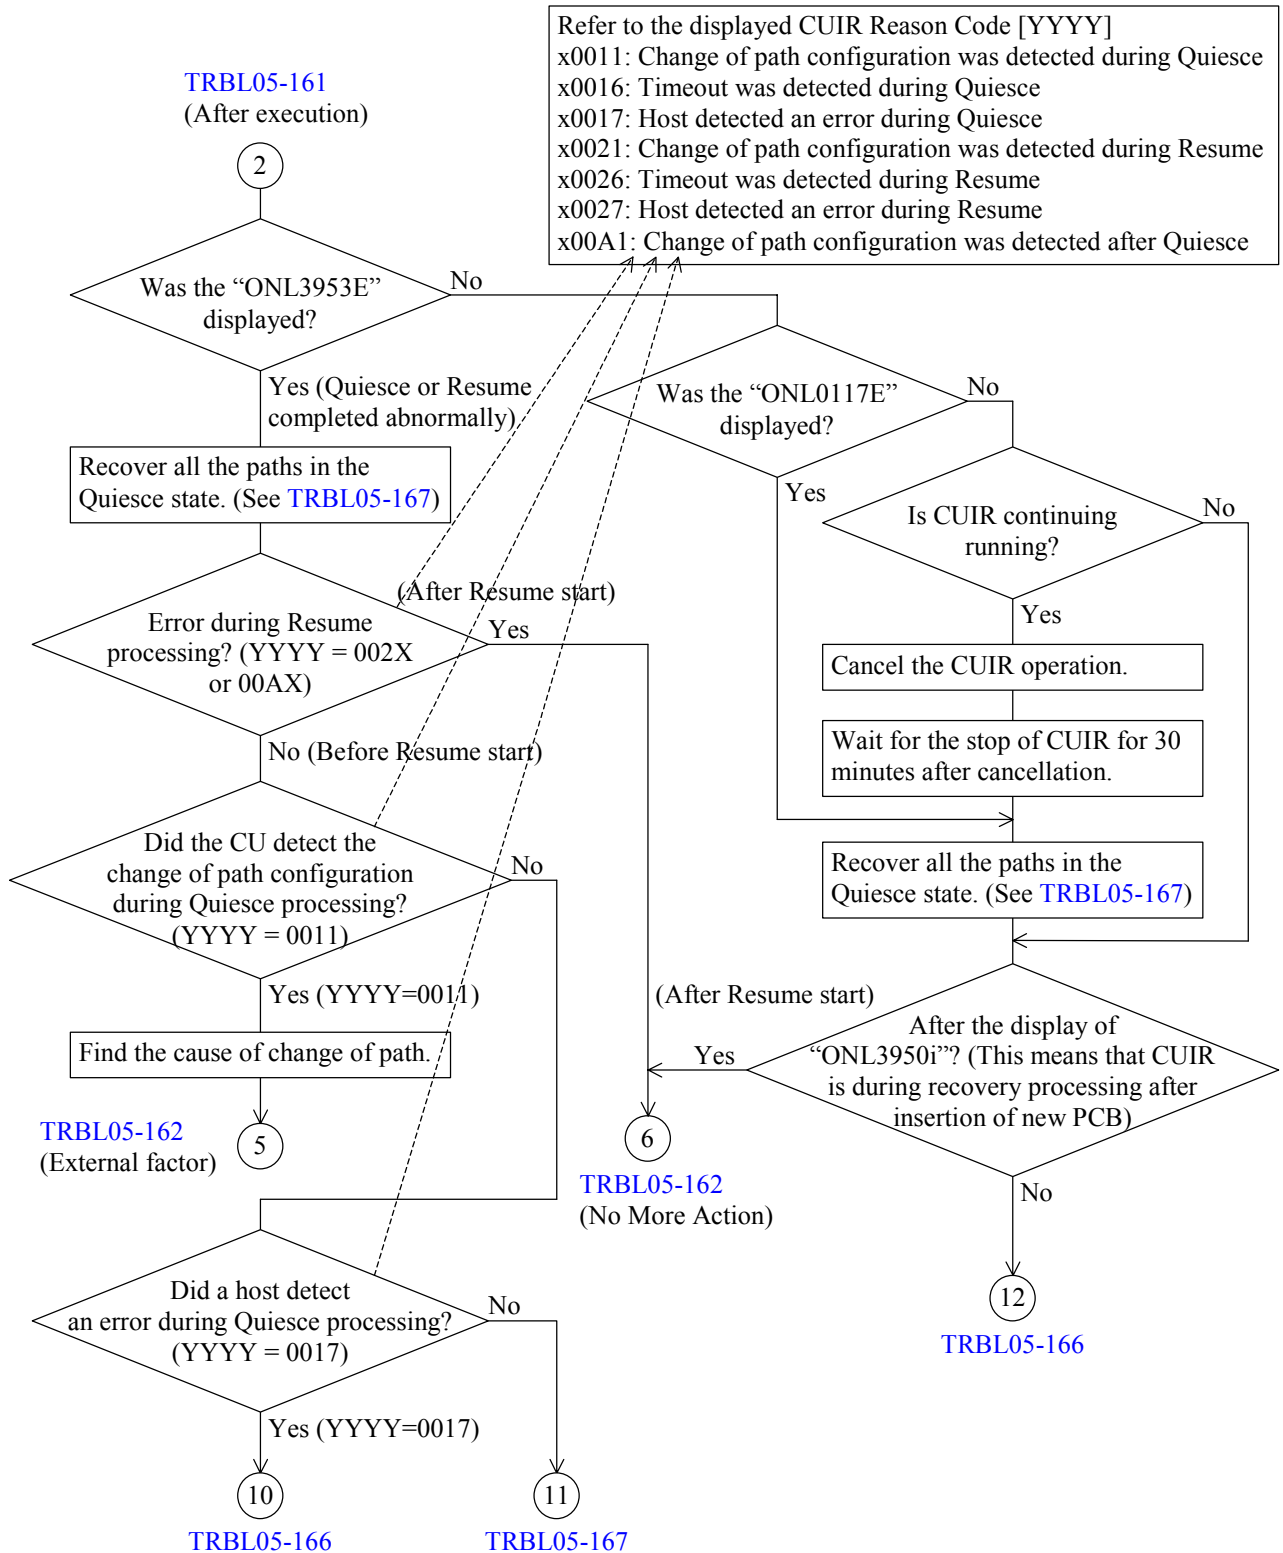 Refer to the displayed CUIR Reason Code [YYYY]
x0011: Change of path configuration was detected during Quiesce
x0016: Timeout was detected during Quiesce
x0017: Host detected an error during Quiesce
x0021: Change of path configuration was detected during Resume
x0026: Timeout was detected during Resume
x0027: Host detected an error during Resume
x00A1: Change of path configuration was detected after Quiesce
TRBL05-161
(After execution)
2
Was the “ONL3953E”
displayed?
No
Yes (Quiesce or Resume
completed abnormally)
Recover all the paths in the
Quiesce state. (See TRBL05-167)
(After Resume start)
Error during Resume
processing? (YYYY = 002X
or 00AX)
Yes
No (Before Resume start)
Did the CU detect the
change of path configuration
during Quiesce processing?
(YYYY = 0011)
No
Yes (YYYY=0011)
Find the cause of change of path.
TRBL05-162
(External factor)
5
Did a host detect
an error during Quiesce processing?
(YYYY = 0017)
No
Yes (YYYY=0017)
10
TRBL05-166
11
TRBL05-167
Was the “ONL0117E”
displayed?
No
Yes
Is CUIR continuing
running?
No
Yes
Cancel the CUIR operation.
Wait for the stop of CUIR for 30
minutes after cancellation.
Recover all the paths in the
Quiesce state. (See TRBL05-167)
(After Resume start)
After the display of
“ONL3950i”? (This means that CUIR
is during recovery processing after
insertion of new PCB)
Yes
6
TRBL05-162
(No More Action)
No
12
TRBL05-166